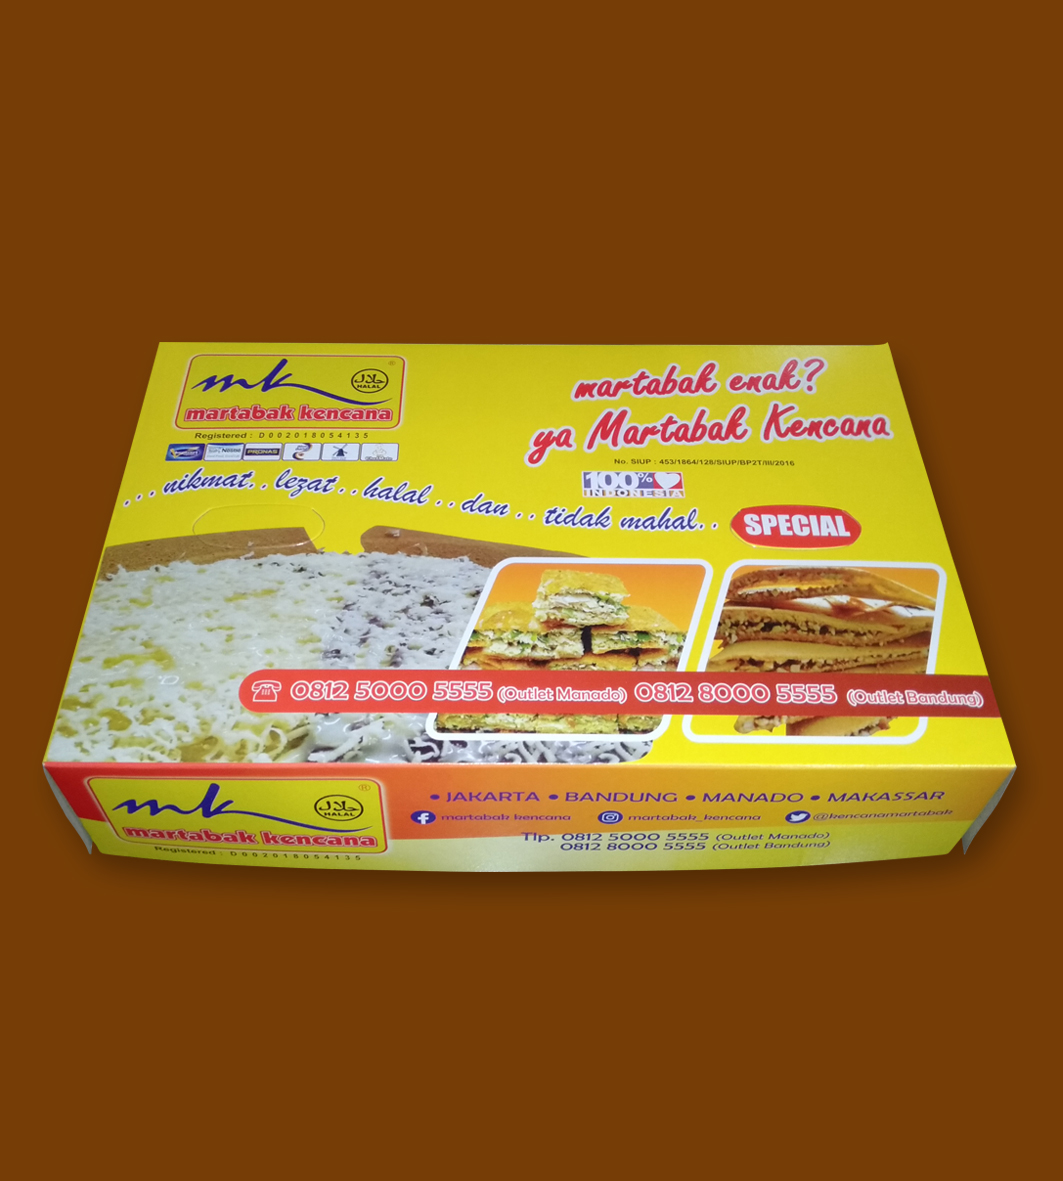 mk
®
حلال
HALAL
martabak kencana
Registered : D002018054135
PRONAS
martabak enak?
ya Martabak Kencana
No. SIUP : 453/1864/128/SIUP/BP2T/III/2016
100%
INDONESIA
... nikmat.. lezat.. halal .. dan .. tidak mahal..
SPECIAL
0812 5000 5555 (Outlet Manado) 0812 8000 5555 (Outlet Bandung)
mk
®
حلال
HALAL
martabak kencana
Registered : D002018054135
• JAKARTA • BANDUNG • MANADO • MAKASSAR
martabak kencana martabak_kencana @kencanamartabak
Tlp. 0812 5000 5555 (Outlet Manado)
0812 8000 5555 (Outlet Bandung)